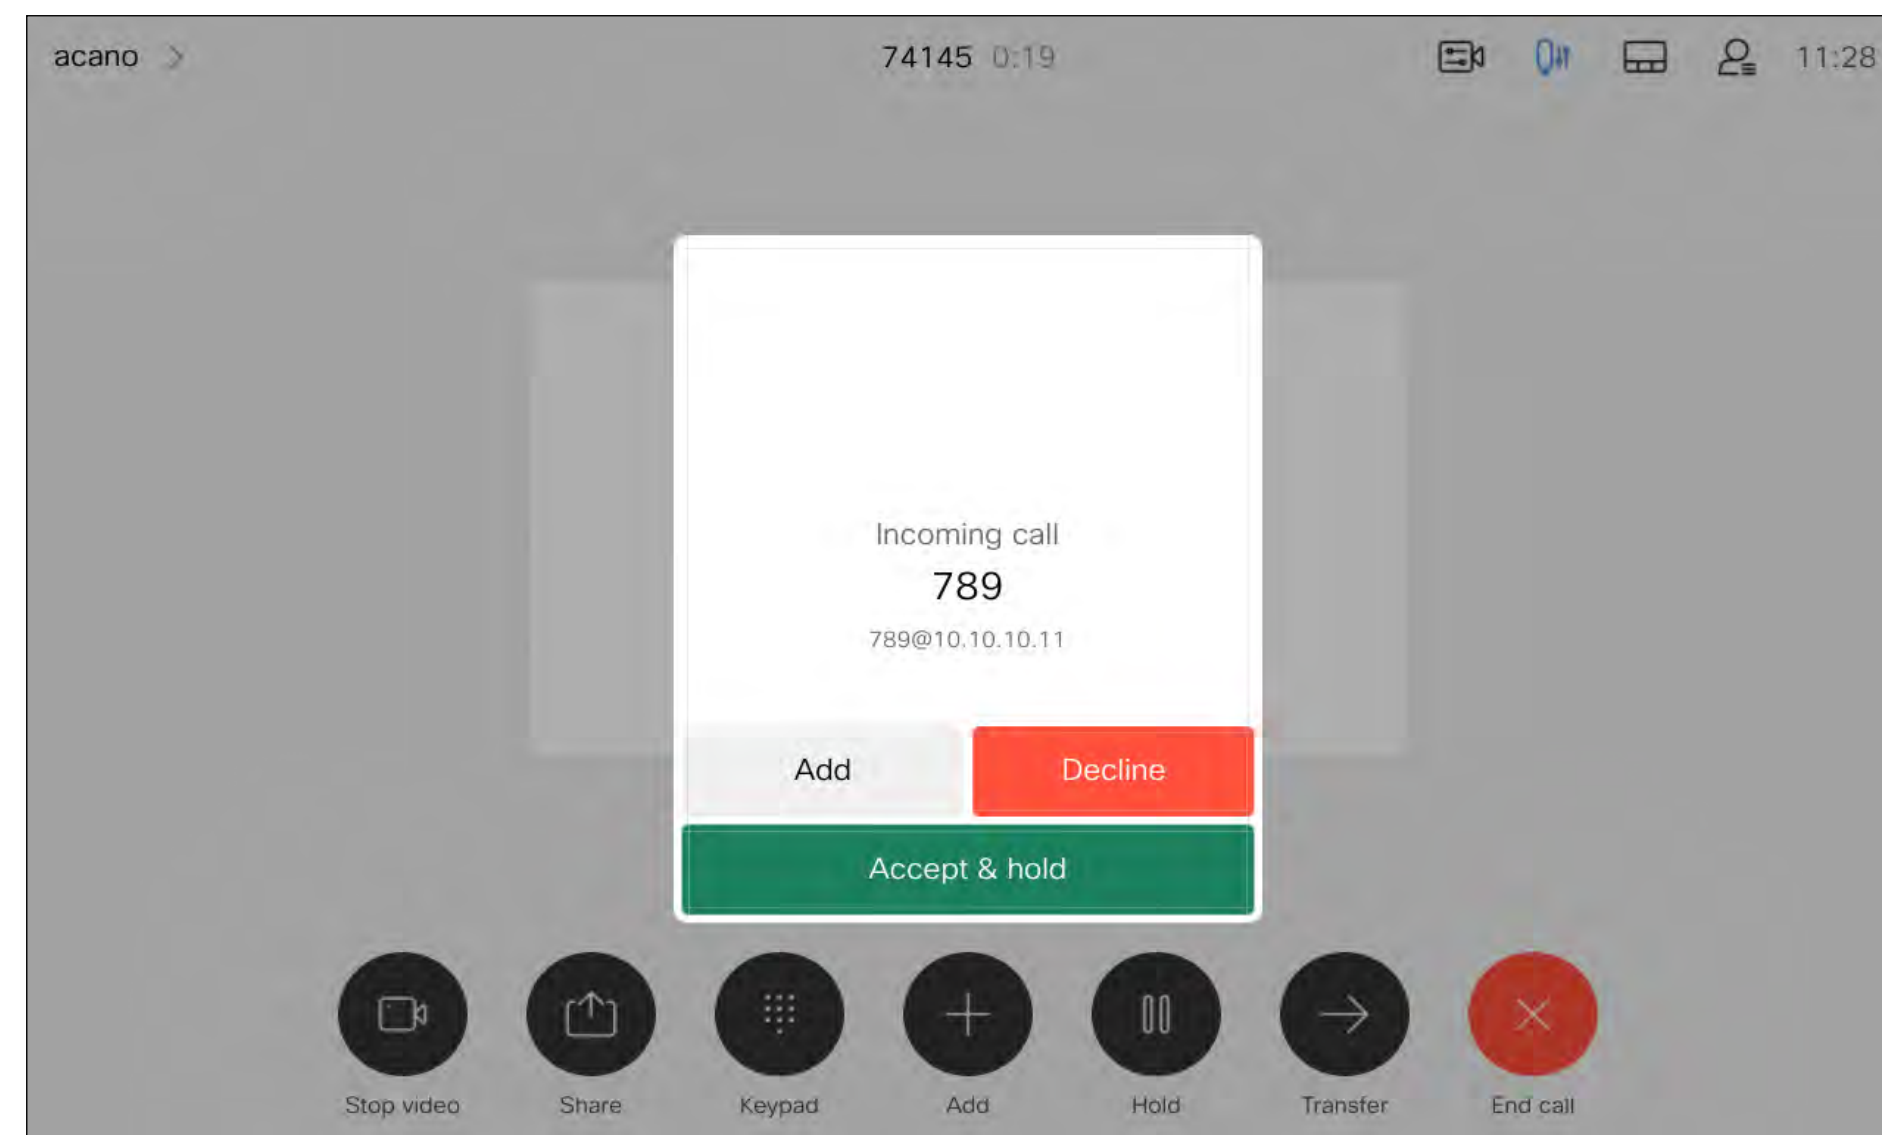 acano 74145 0:19 11:28
Incoming call
789
789@10.10.10.11
Add Decline
Accept & hold
Stop video Share Keypad Add Hold Transfer End call